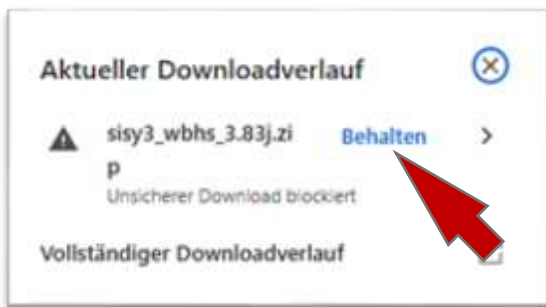 Aktueller Downloadverlauf
sisy3_wbhs_3.83j.zi Behalten
p
Unsicherer Download blockiert
Vollständiger Downloadverlauf